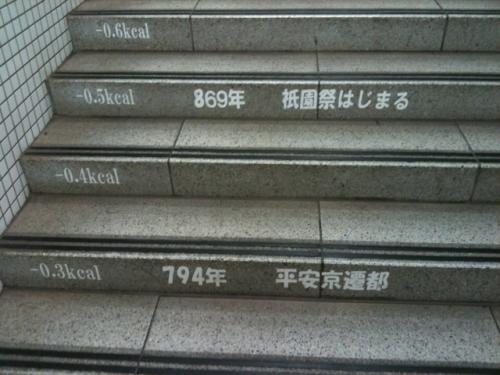 -0.6kcal
-0.5kcal 869年 祇園祭はじまる
-0.4kcal
-0.3kcal 794年 平安京遷都